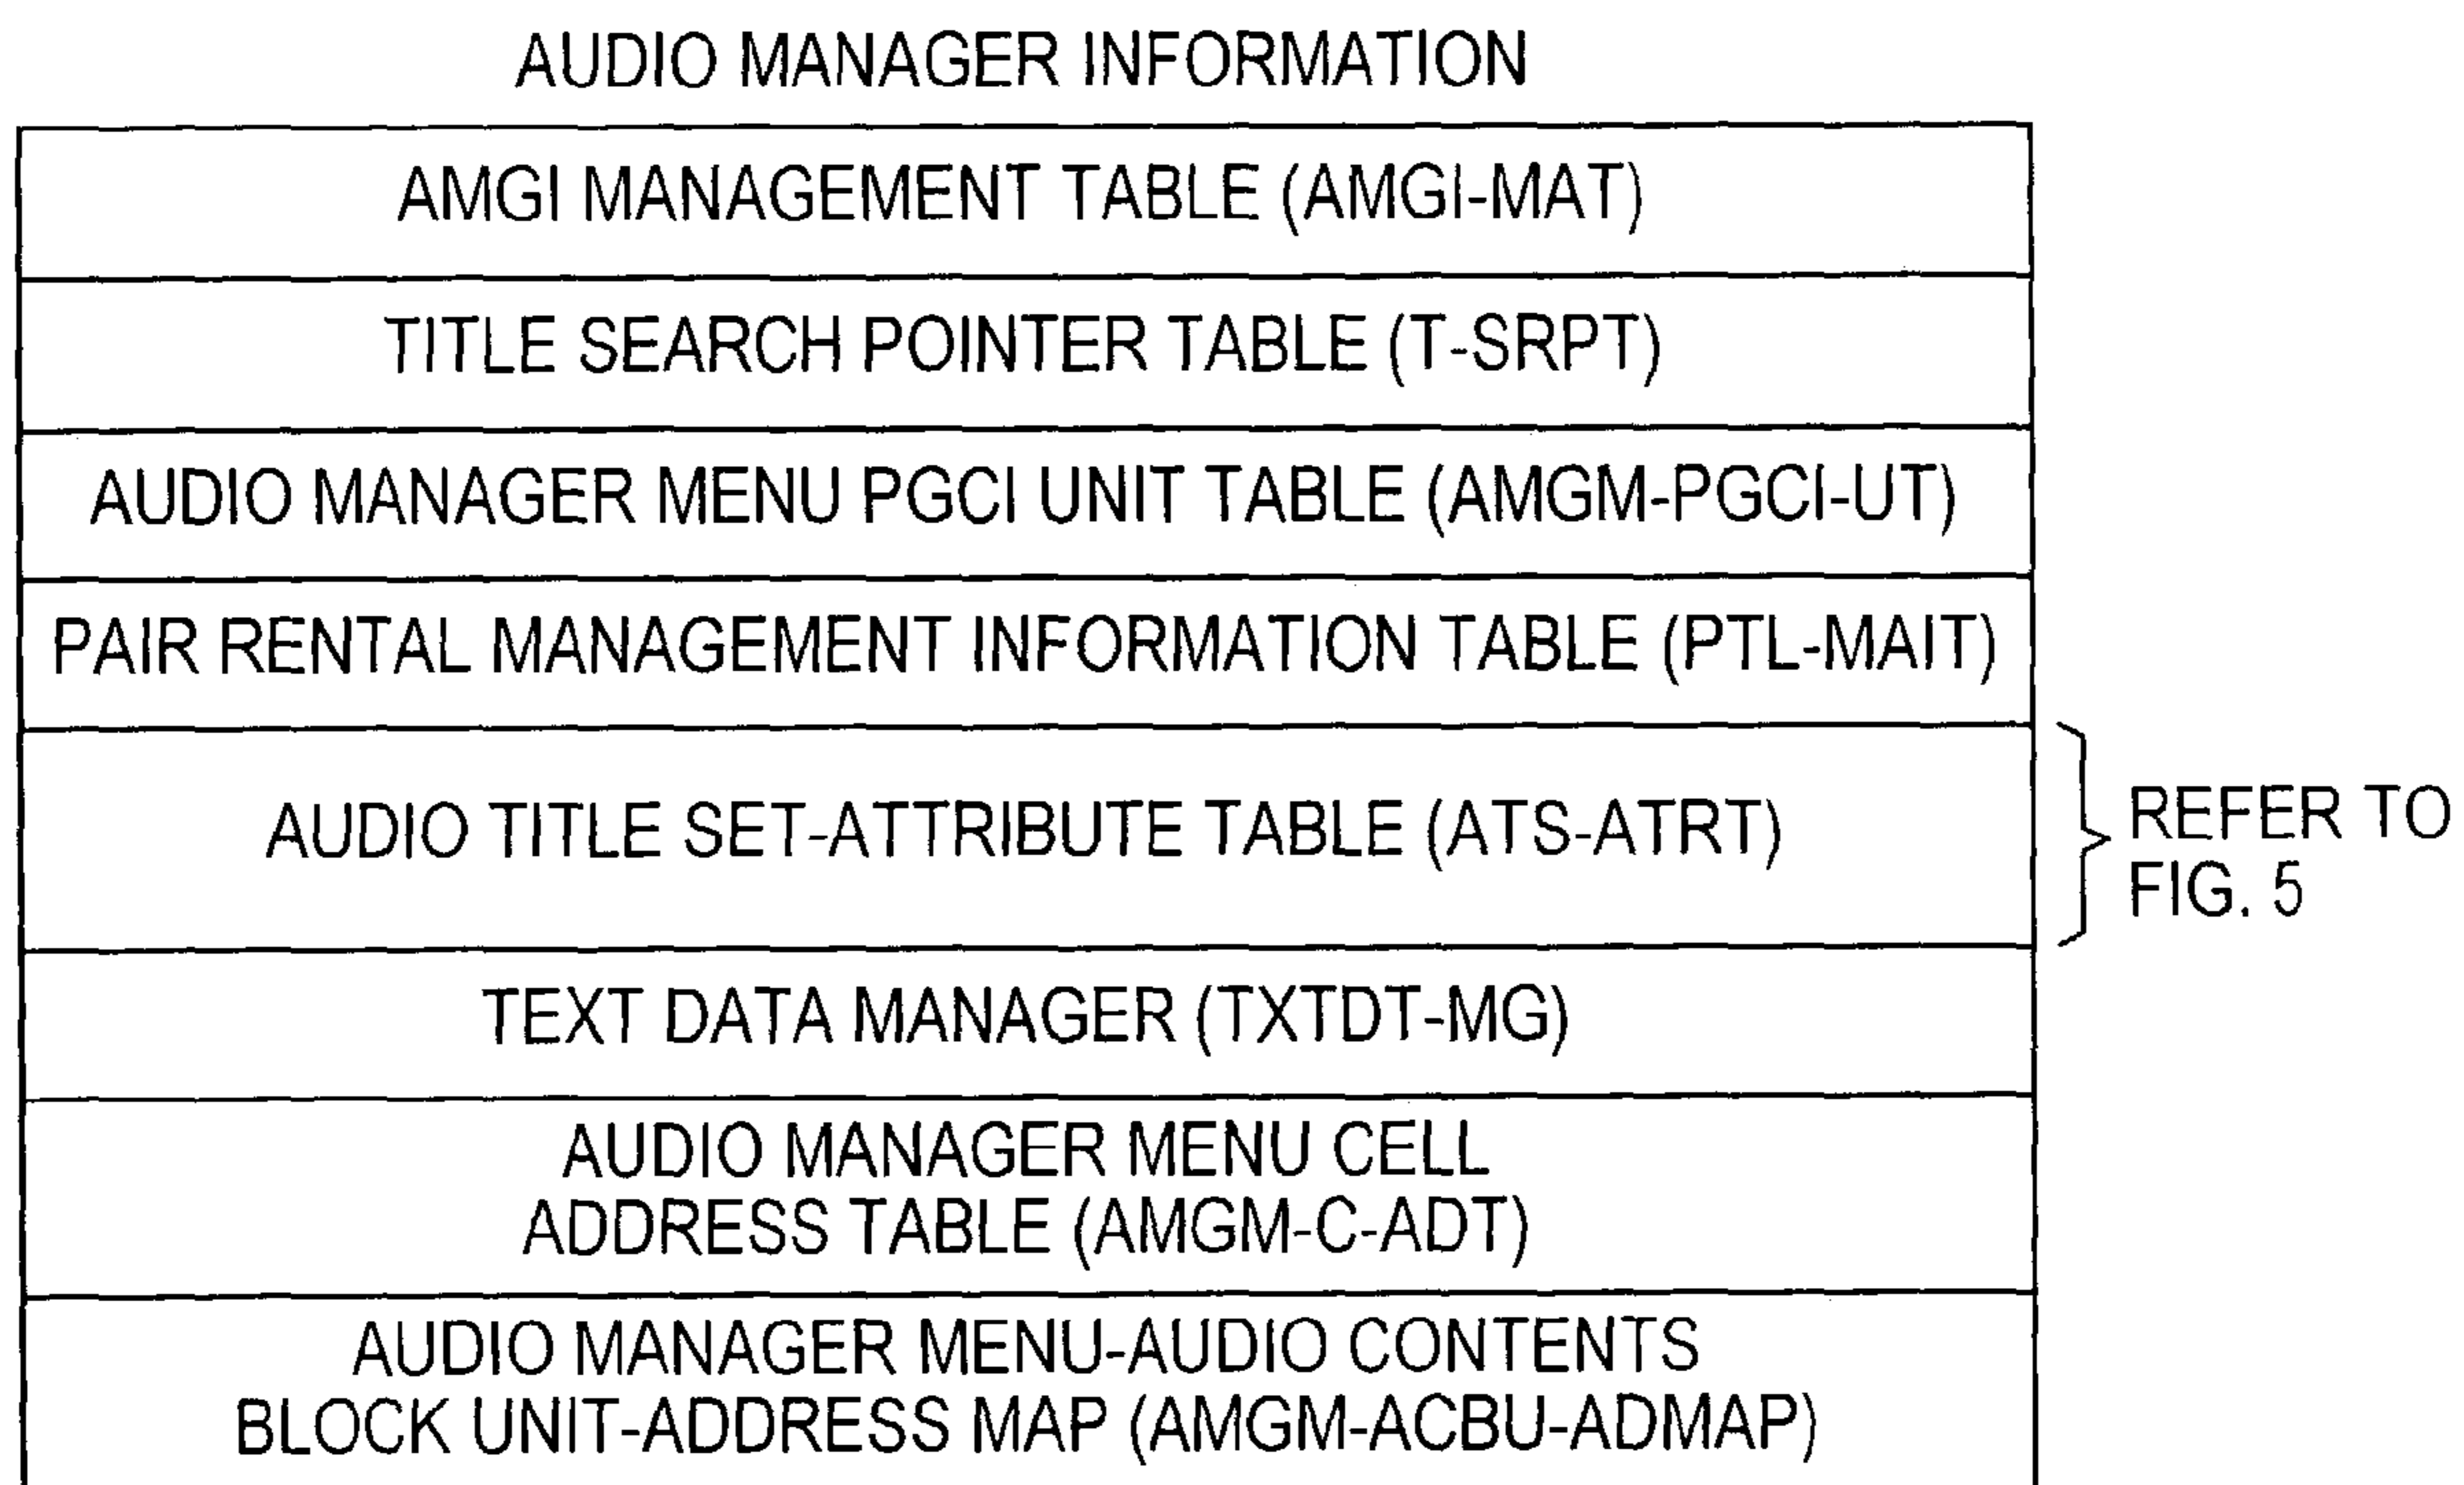 AUDIO MANAGER INFORMATION
AMGI MANAGEMENT TABLE (AMGI-MAT)
TITLE SEARCH POINTER TABLE (T-SRPT)
AUDIO MANAGER MENU PGCI UNIT TABLE (AMGM-PGCI-UT)
PAIR RENTAL MANAGEMENT INFORMATION TABLE (PTL-MAIT)
AUDIO TITLE SET-ATTRIBUTE TABLE (ATS-ATRT)
REFER TO
FIG. 5
TEXT DATA MANAGER (TXTDT-MG)
AUDIO MANAGER MENU CELL
ADDRESS TABLE (AMGM-C-ADT)
AUDIO MANAGER MENU-AUDIO CONTENTS
BLOCK UNIT-ADDRESS MAP (AMGM-ACBU-ADMAP)